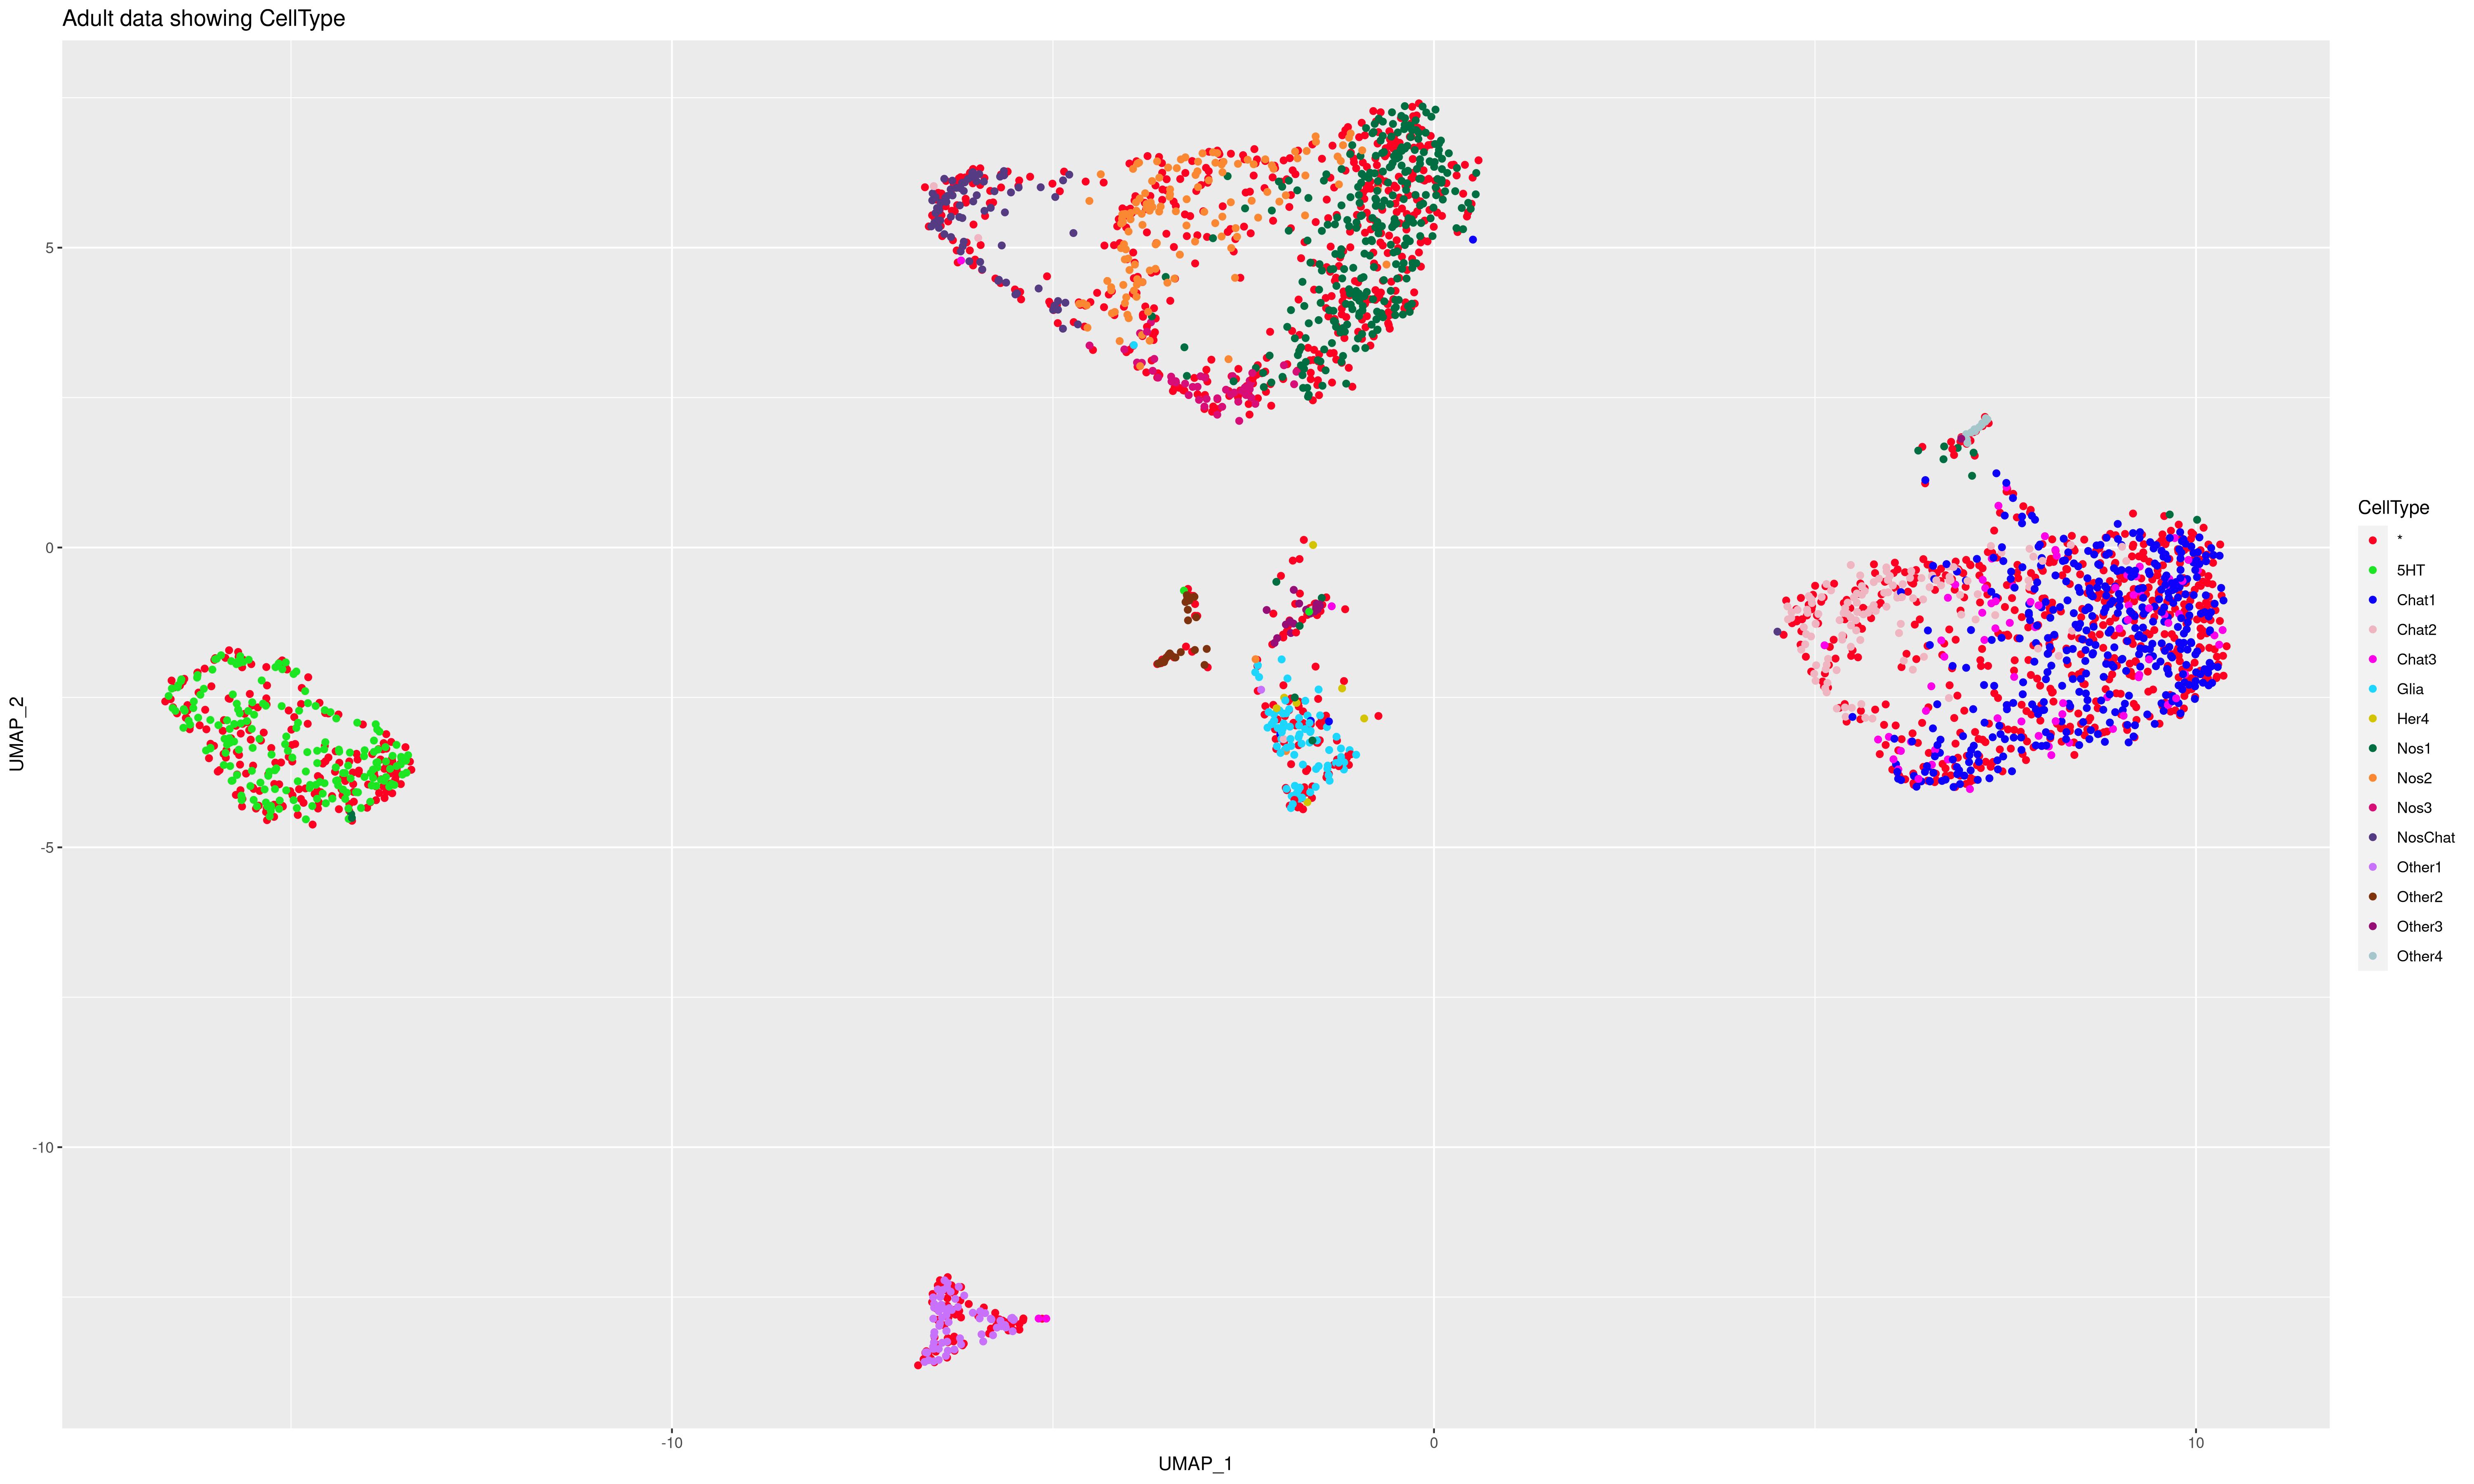 Adult data showing CellType
UMAP_2
5
0
-5
-10
-10
0
10
UMAP_1
CellType
*
5HT
Chat1
Chat2
Chat3
Glia
Her4
Nos1
Nos2
Nos3
NosChat
Other1
Other2
Other3
Other4